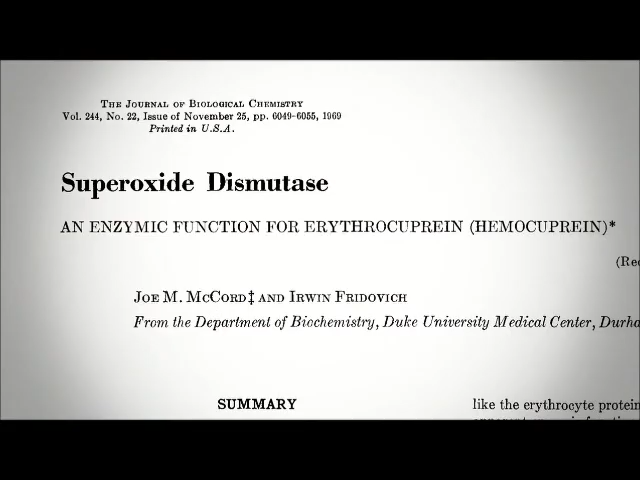 THE JOURNAL OF BIOLOGICAL CHEMISTRY
Vol. 244, No. 22, Issue of November 25, pp. 6049-6055, 1969
Printed in U.S.A.
Superoxide Dismutase
AN ENZYMIC FUNCTION FOR ERYTHROCUPREIN (HEMOCUPREIN)*
(Rec
JOE M. MCCORD‡ AND IRWIN FRIDOVICH
From the Department of Biochemistry, Duke University Medical Center, Durha
SUMMARY
like the erythrocyte protein